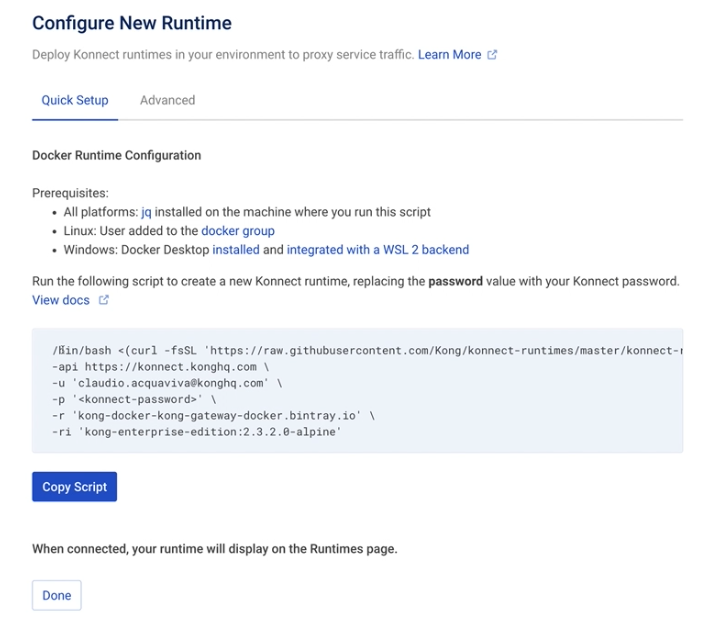 Configure New Runtime
Deploy Konnect runtimes in your environment to proxy service traffic. Learn More
Quick Setup Advanced
Docker Runtime Configuration
Prerequisites:
• All platforms: jq installed on the machine where you run this script
• Linux: User added to the docker group
• Windows: Docker Desktop installed and integrated with a WSL 2 backend
Run the following script to create a new Konnect runtime, replacing the password value with your Konnect password.
View docs
/bin/bash <(curl -fsSL 'https://raw.githubusercontent.com/Kong/konnect-runtimes/master/konnect-r
-api https://konnect.konghq.com \
-u 'claudio.acquaviva@konghq.com' \
-p '<konnect-password>' \
-r 'kong-docker-kong-gateway-docker.bintray.io' \
-ri 'kong-enterprise-edition:2.3.2.0-alpine'
Copy Script
When connected, your runtime will display on the Runtimes page.
Done